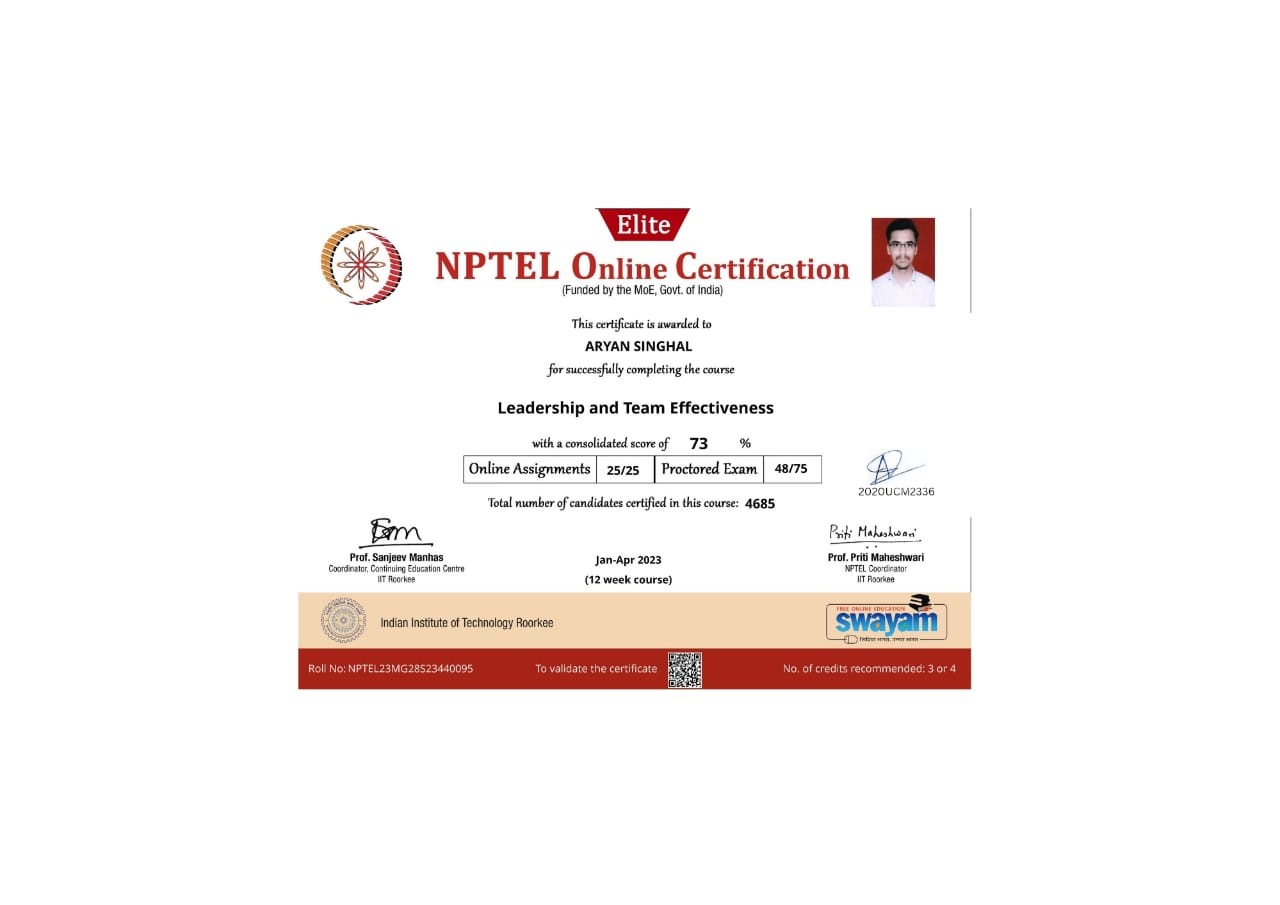 Elite
NPTEL Online Certification
(Funded by the MoE, Govt. of India)
This certificate is awarded to
ARYAN SINGHAL
for successfully completing the course
Leadership and Team Effectiveness
with a consolidated score of 73 %
Online Assignments 25/25 Proctored Exam 48/75
2020UCM2336
Total number of candidates certified in this course: 4685
Priti Maheshwari
Prof. Sanjeev Manhas
Coordinator, Continuing Education Centre
IIT Roorkee
Jan-Apr 2023
(12 week course)
Prof. Priti Maheshwari
NPTEL Coordinator
IIT Roorkee
Indian Institute of Technology Roorkee
FREE ONLINE EDUCATION
swayam
शिक्षित भारत, उन्नत भारत
Roll No: NPTEL23MG28S23440095
To validate the certificate
No. of credits recommended: 3 or 4